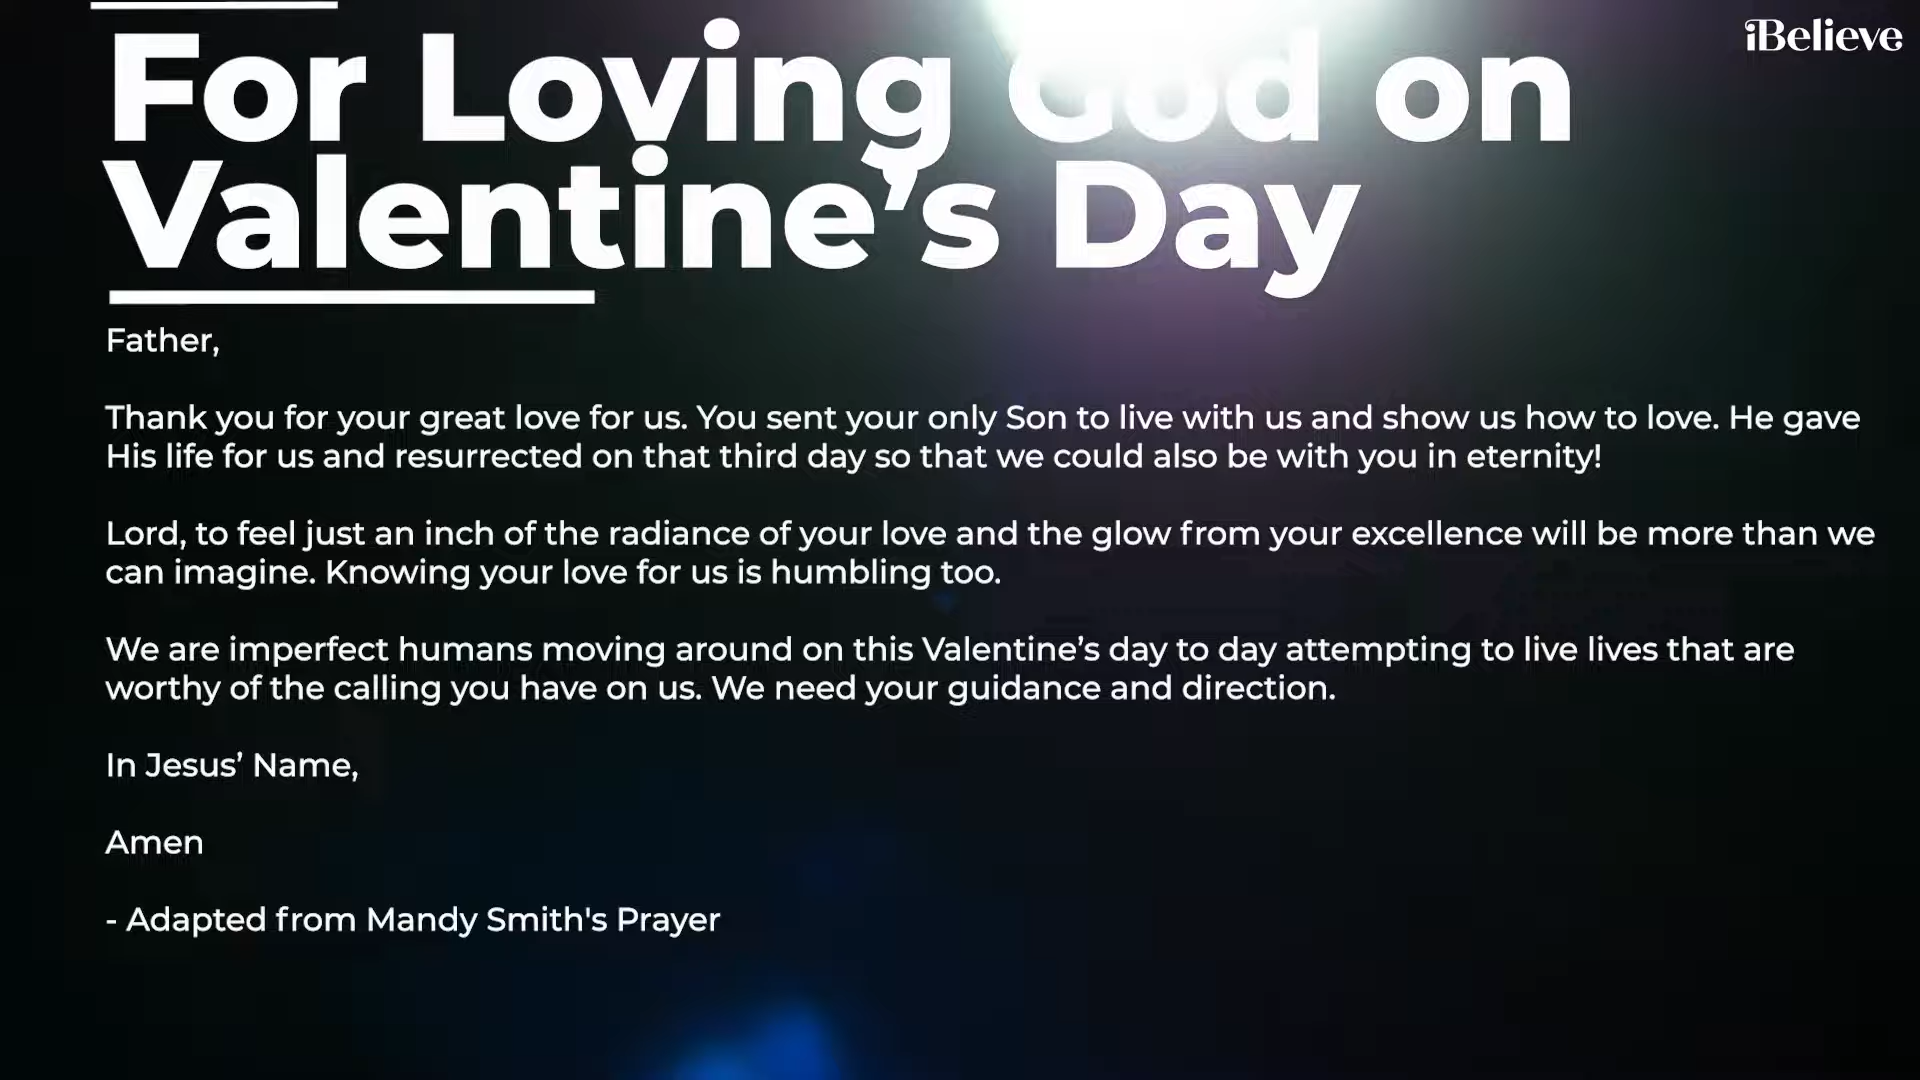 iBelieve
For Loving God on
Valentine’s Day
Father,
Thank you for your great love for us. You sent your only Son to live with us and show us how to love. He gave
His life for us and resurrected on that third day so that we could also be with you in eternity!
Lord, to feel just an inch of the radiance of your love and the glow from your excellence will be more than we
can imagine. Knowing your love for us is humbling too.
We are imperfect humans moving around on this Valentine’s day to day attempting to live lives that are
worthy of the calling you have on us. We need your guidance and direction.
In Jesus’ Name,
Amen
- Adapted from Mandy Smith's Prayer